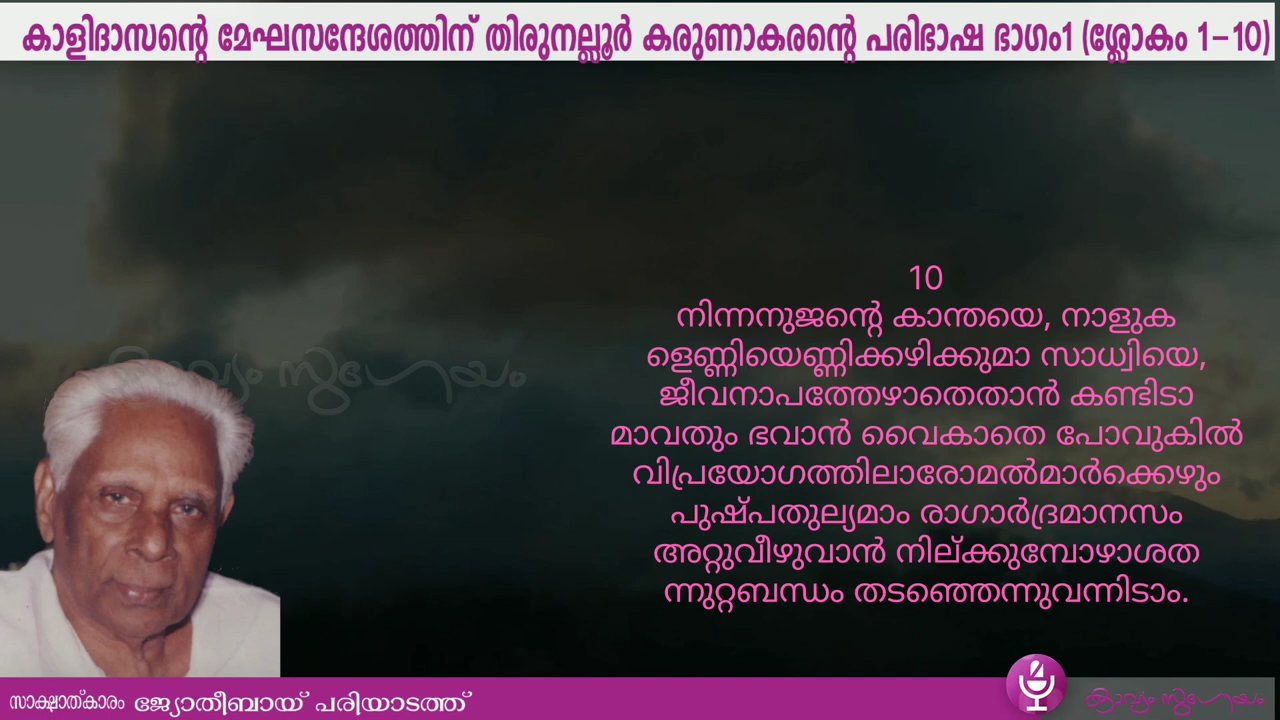 കാളിദാസന്റെ മേഘസന്ദേശത്തിന് തിരുനല്ലൂർ കരുണാകരന്റെ പരിഭാഷ ഭാഗം1 (ശ്ലോകം 1-10)
10
നിന്നനുജന്റെ കാന്തയെ, നാളുക
ളെണ്ണിയെണ്ണിക്കഴിക്കുമാ സാധ്വിയെ,
ജീവനാപത്തേഴാതെതാൻ കണ്ടിടാ
മാവതും ഭവാൻ വൈകാതെ പോവുകിൽ
വിപ്രയോഗത്തിലാരോമൽമാർക്കെഴും
പുഷ്പതുല്യമാം രാഗാർദ്രമാനസം
അറ്റുവീഴുവാൻ നില്ക്കുമ്പോഴാശത
ന്നുറ്റബന്ധം തടഞ്ഞെന്നുവന്നിടാം.
കാവ്യം സുഗേയം
സാക്ഷാത്കാരം ജ്യോതീബായ് പരിയാടത്ത്
കാവ്യം സുഗേയം